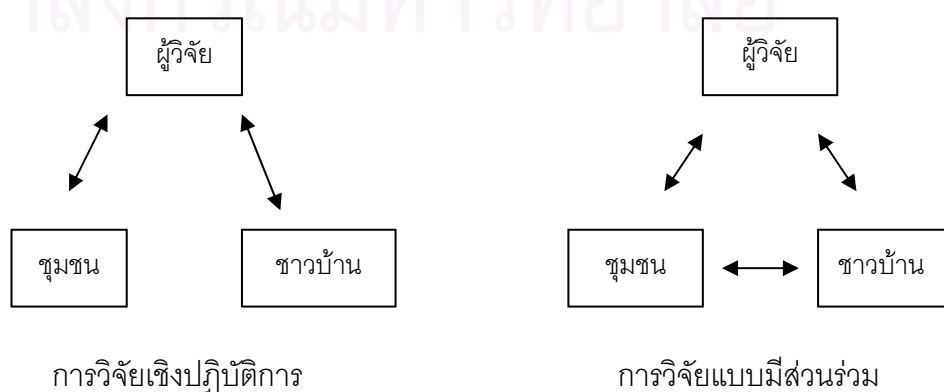 ผู้วิจัย
ผู้วิจัย
ชุมชน
ชาวบ้าน
ชุมชน
ชาวบ้าน
การวิจัยเชิงปฏิบัติการ
การวิจัยแบบมีส่วนร่วม